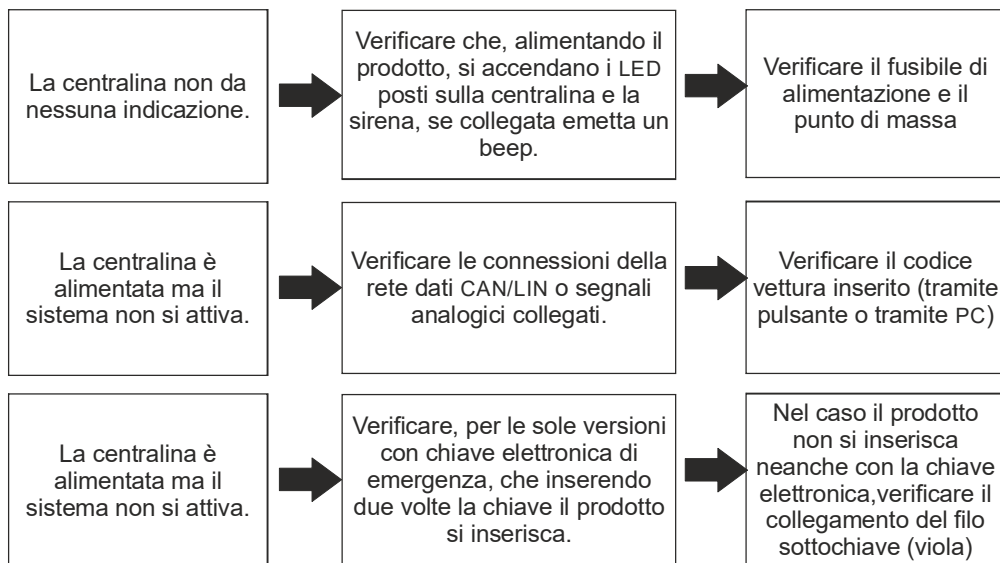 La centralina non da
nessuna indicazione.
Verificare che, alimentando il
prodotto, si accendano i LED
posti sulla centralina e la
sirena, se collegata emetta un
beep.
Verificare il fusibile di
alimentazione e il
punto di massa
La centralina è
alimentata ma il
sistema non si attiva.
Verificare le connessioni della
rete dati CAN/LIN o segnali
analogici collegati.
Verificare il codice
vettura inserito (tramite
pulsante o tramite PC)
La centralina è
alimentata ma il
sistema non si attiva.
Verificare, per le sole versioni
con chiave elettronica di
emergenza, che inserendo
due volte la chiave il prodotto
si inserisca.
Nel caso il prodotto
non si inserisca
neanche con la chiave
elettronica,verificare il
collegamento del filo
sottochiave (viola)